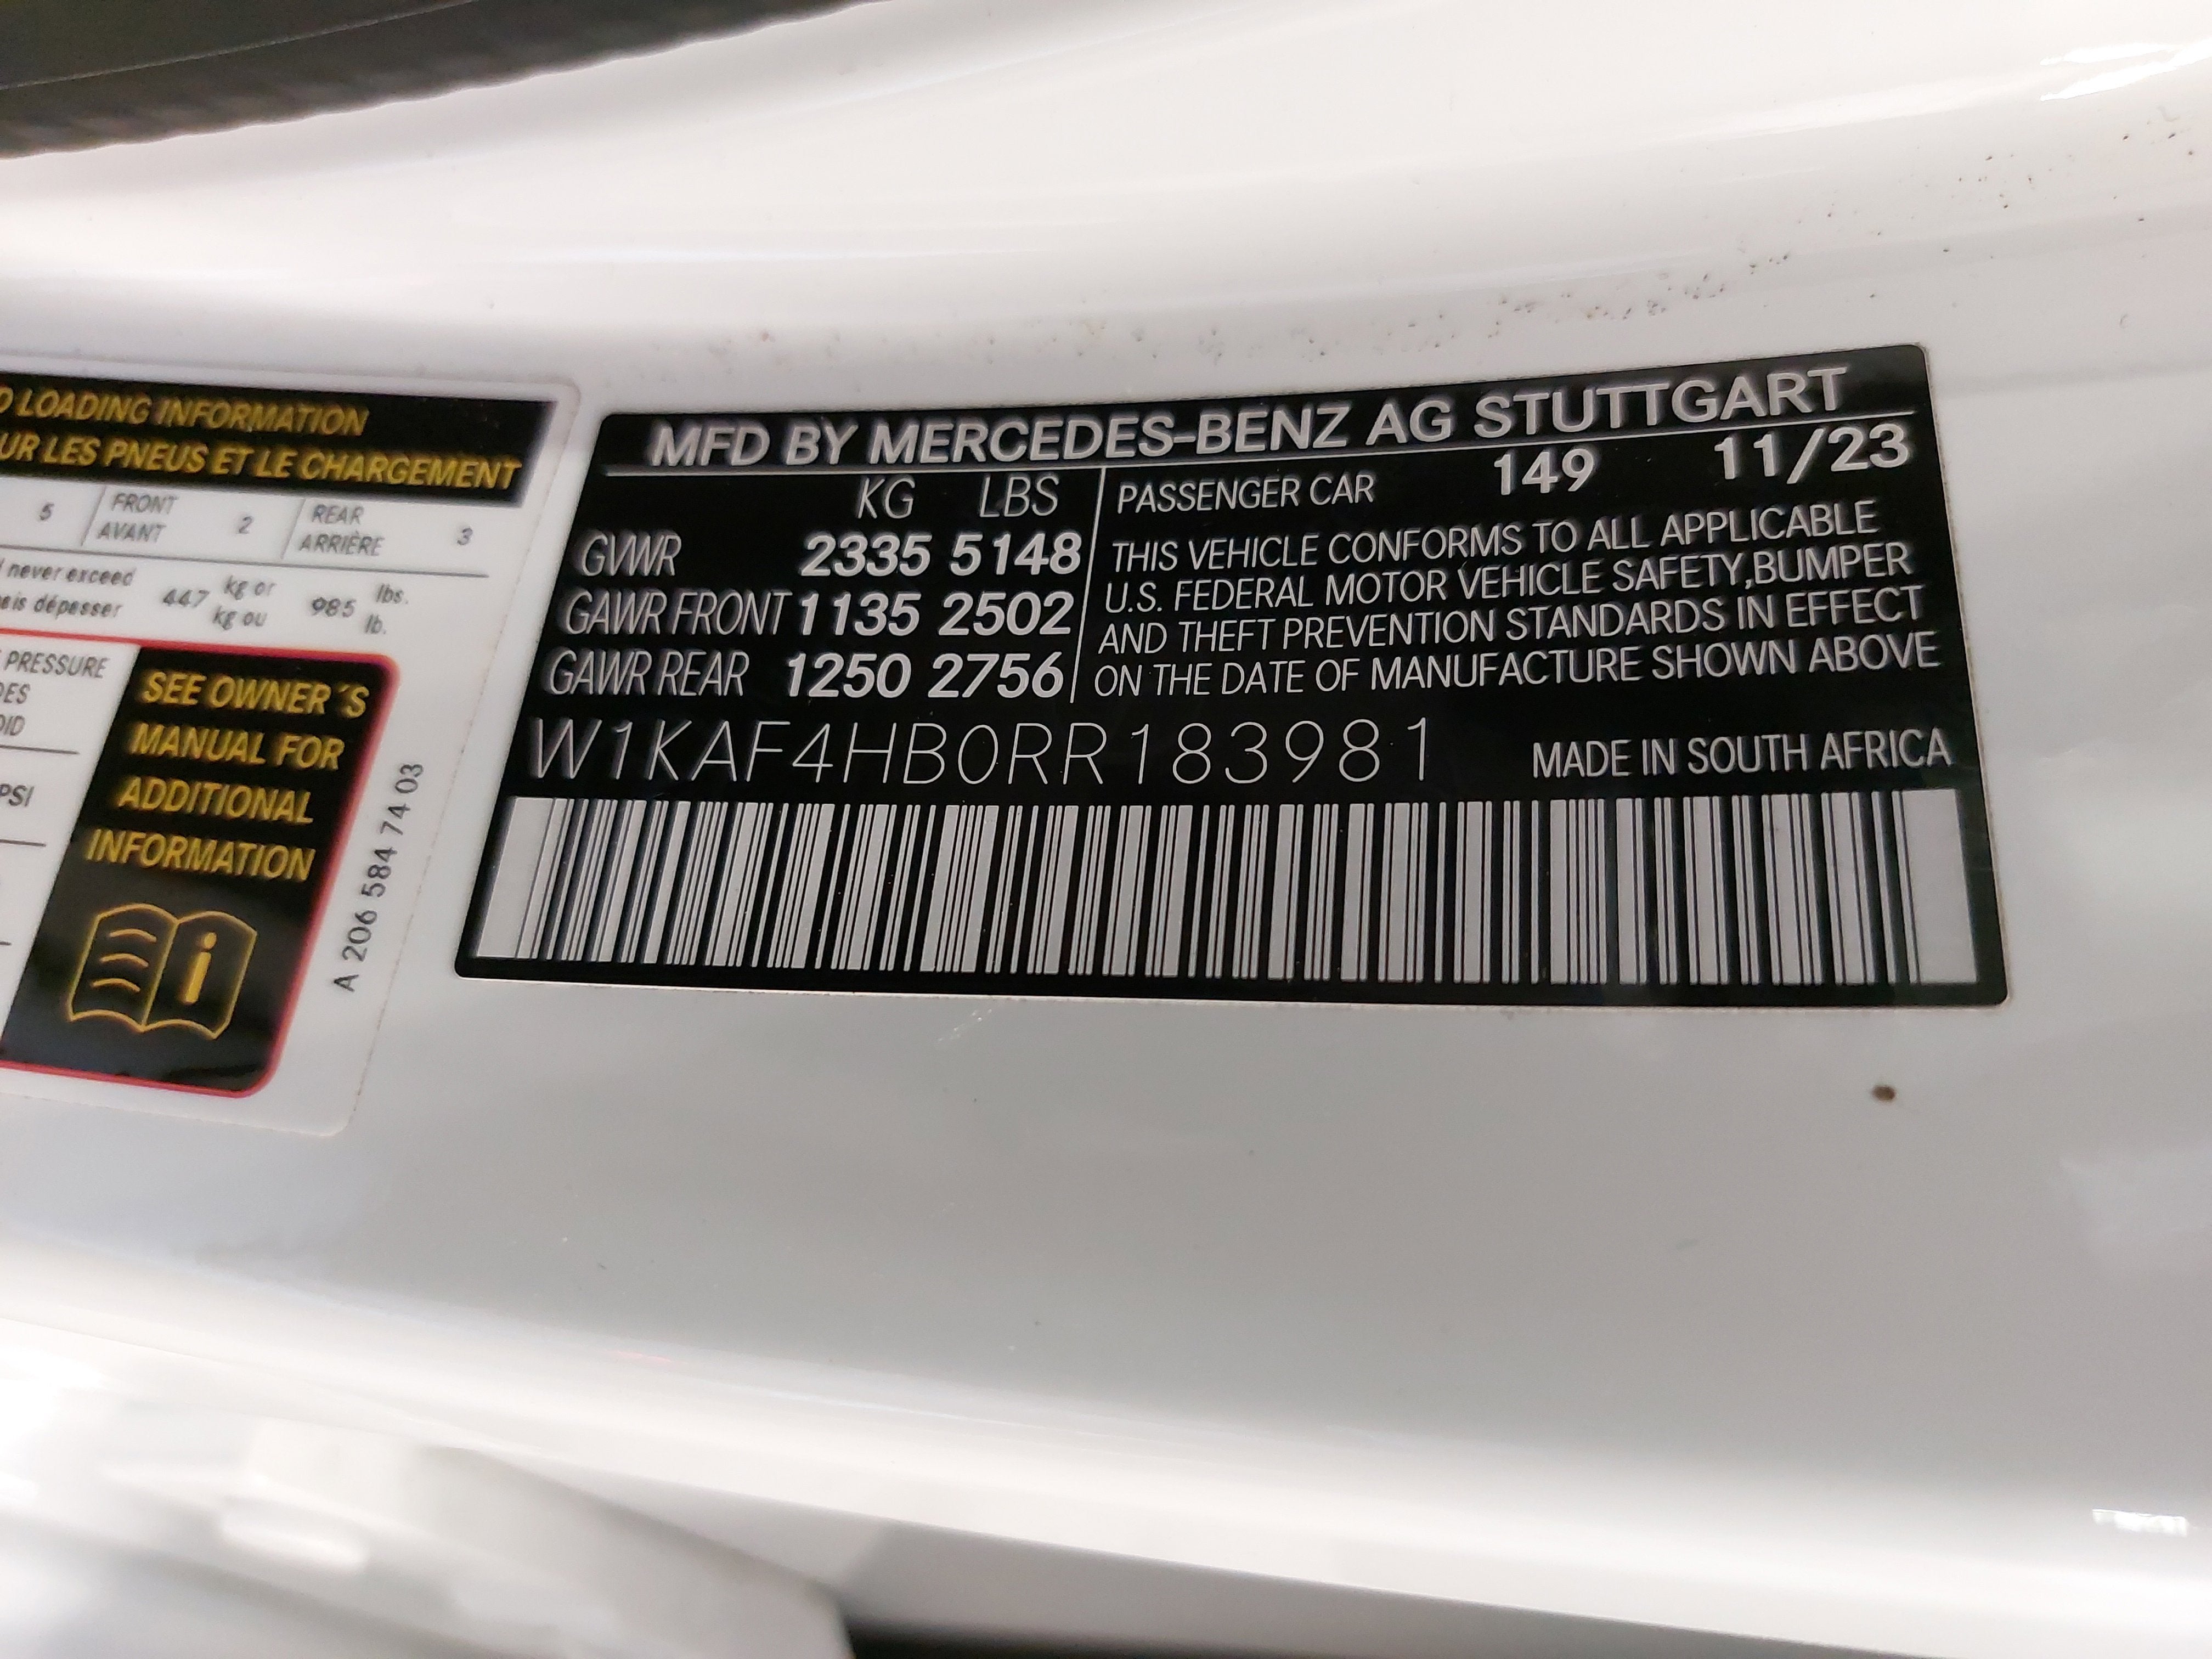 D LOADING INFORMATION
UR LES PNEUS ET LE CHARGEMENT
5 FRONT AVANT 2 REAR ARRIÈRE 3
never exceed 447 kg or 985 lbs.
ais dépasser kg ou lb.
PRESSURE
DES
OID
PSI
SEE OWNER´S
MANUAL FOR
ADDITIONAL
INFORMATION
i
A 206 584 74 03
MFD BY MERCEDES-BENZ AG STUTTGART
KG LBS
GVWR 2335 5148
GAWR FRONT 1135 2502
GAWR REAR 1250 2756
PASSENGER CAR 149 11/23
THIS VEHICLE CONFORMS TO ALL APPLICABLE
U.S. FEDERAL MOTOR VEHICLE SAFETY,BUMPER
AND THEFT PREVENTION STANDARDS IN EFFECT
ON THE DATE OF MANUFACTURE SHOWN ABOVE
W1KAF4HB0RR183981
MADE IN SOUTH AFRICA